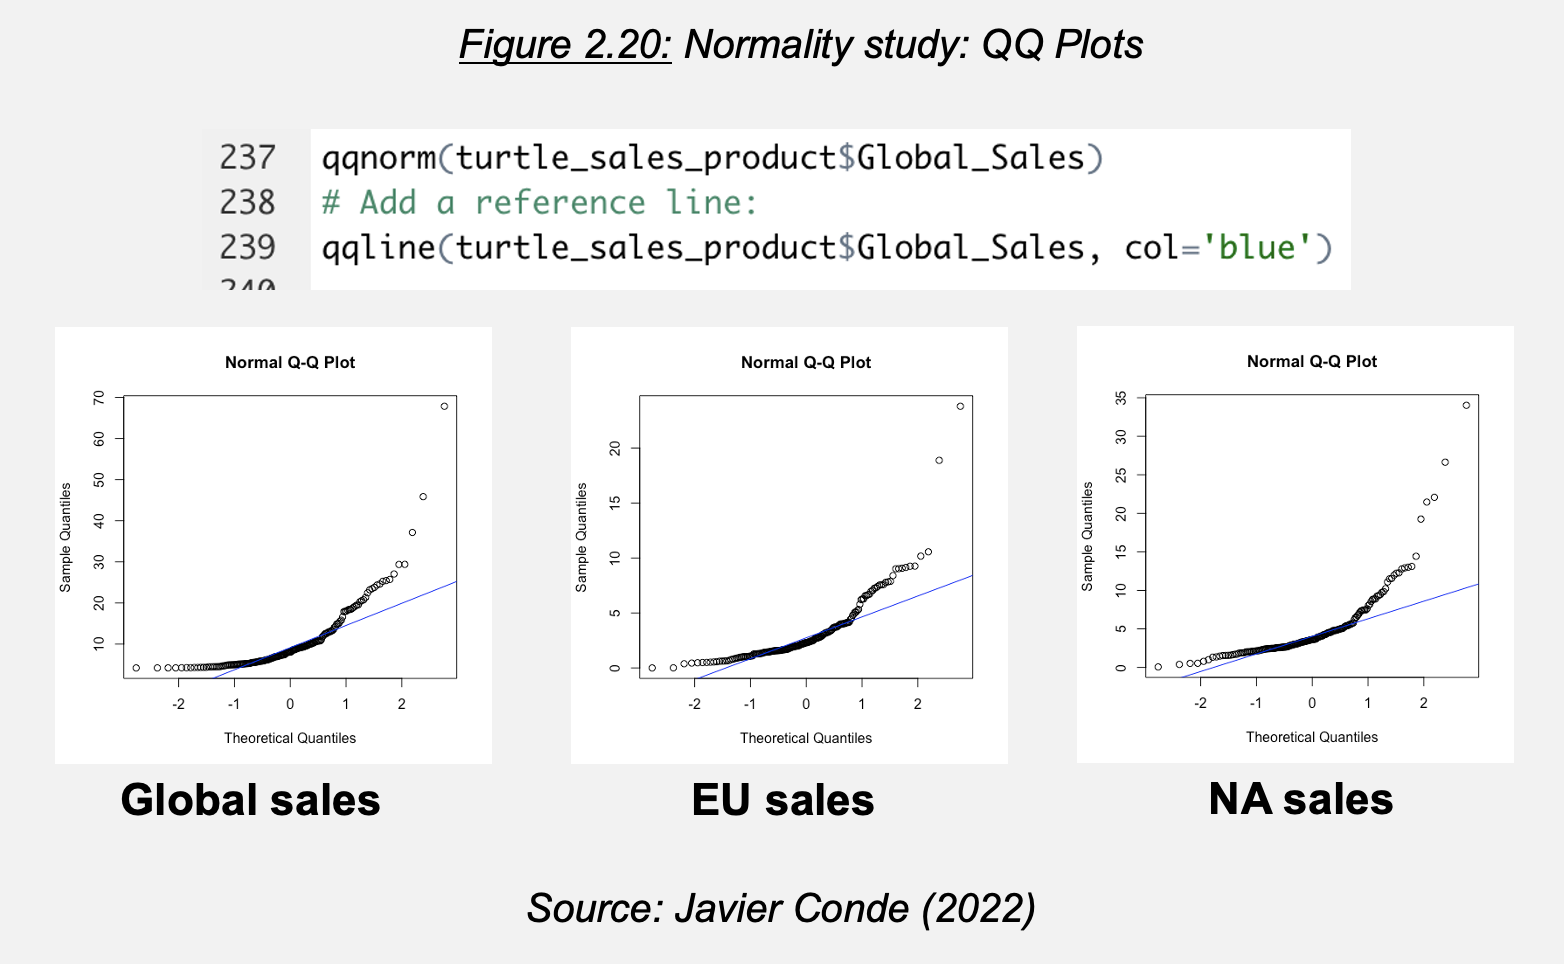 Figure 2.20: Normality study: QQ Plots
237 qqnorm(turtle_sales_product$Global_Sales)
238 # Add a reference line:
239 qqline(turtle_sales_product$Global_Sales, col='blue')
240
Normal Q-Q Plot
Sample Quantiles
70
60
50
40
30
20
10
-2 -1 0 1 2
Theoretical Quantiles
Global sales
Normal Q-Q Plot
Sample Quantiles
20
15
10
5
0
-2 -1 0 1 2
Theoretical Quantiles
EU sales
Normal Q-Q Plot
Sample Quantiles
35
30
25
20
15
10
5
0
-2 -1 0 1 2
Theoretical Quantiles
NA sales
Source: Javier Conde (2022)